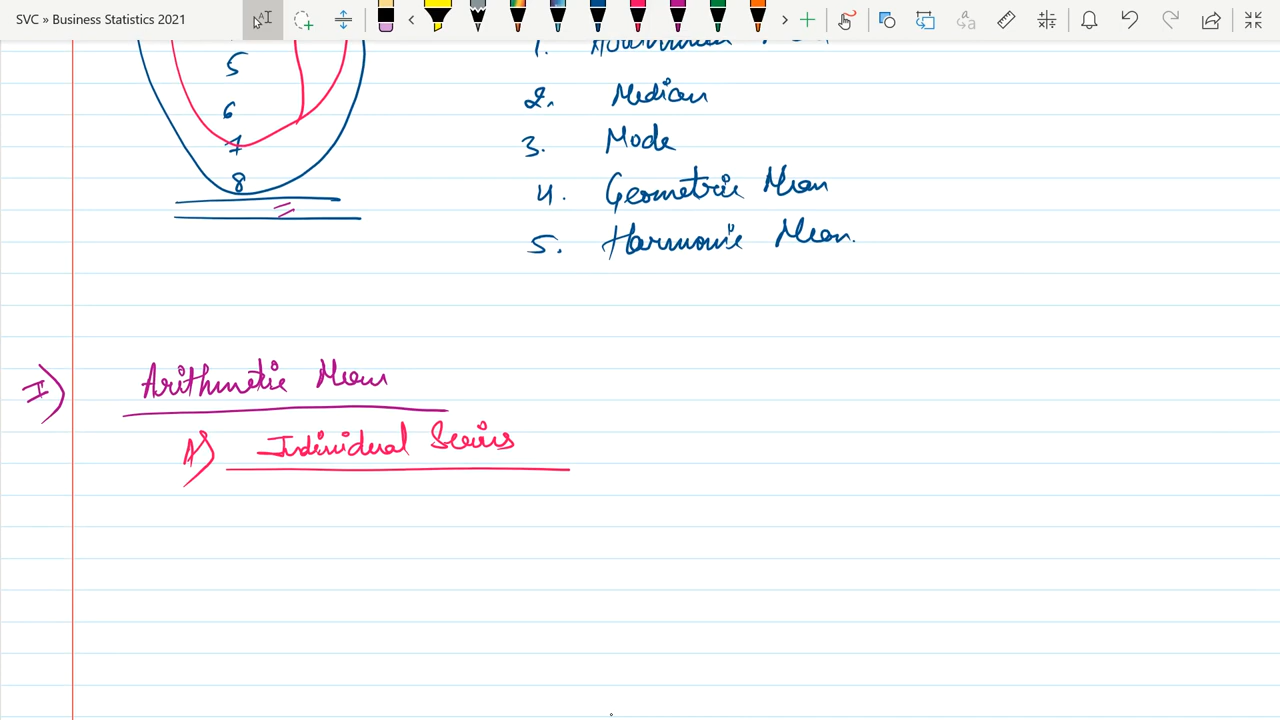 SVC » Business Statistics 2021
5
6
7
8
1.
2. Median
3. Mode
4. Geometric Mean
5. Harmonic Mean.
I) Arithmetic Mean
A) Individual Series